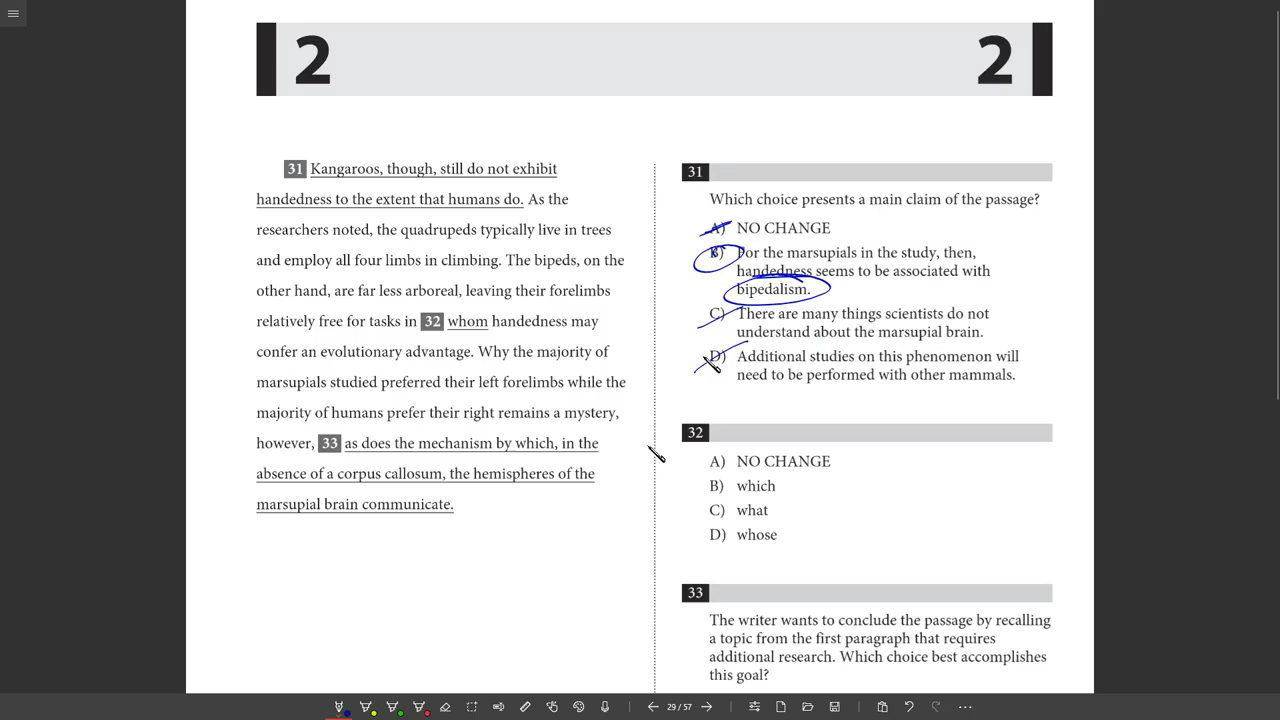 2 2
31 Kangaroos, though, still do not exhibit
handedness to the extent that humans do. As the
researchers noted, the quadrupeds typically live in trees
and employ all four limbs in climbing. The bipeds, on the
other hand, are far less arboreal, leaving their forelimbs
relatively free for tasks in 32 whom handedness may
confer an evolutionary advantage. Why the majority of
marsupials studied preferred their left forelimbs while the
majority of humans prefer their right remains a mystery,
however, 33 as does the mechanism by which, in the
absence of a corpus callosum, the hemispheres of the
marsupial brain communicate.
31
Which choice presents a main claim of the passage?
A) NO CHANGE
B) For the marsupials in the study, then,
handedness seems to be associated with
bipedalism.
C) There are many things scientists do not
understand about the marsupial brain.
D) Additional studies on this phenomenon will
need to be performed with other mammals.
32
A) NO CHANGE
B) which
C) what
D) whose
33
The writer wants to conclude the passage by recalling
a topic from the first paragraph that requires
additional research. Which choice best accomplishes
this goal?
29 / 57